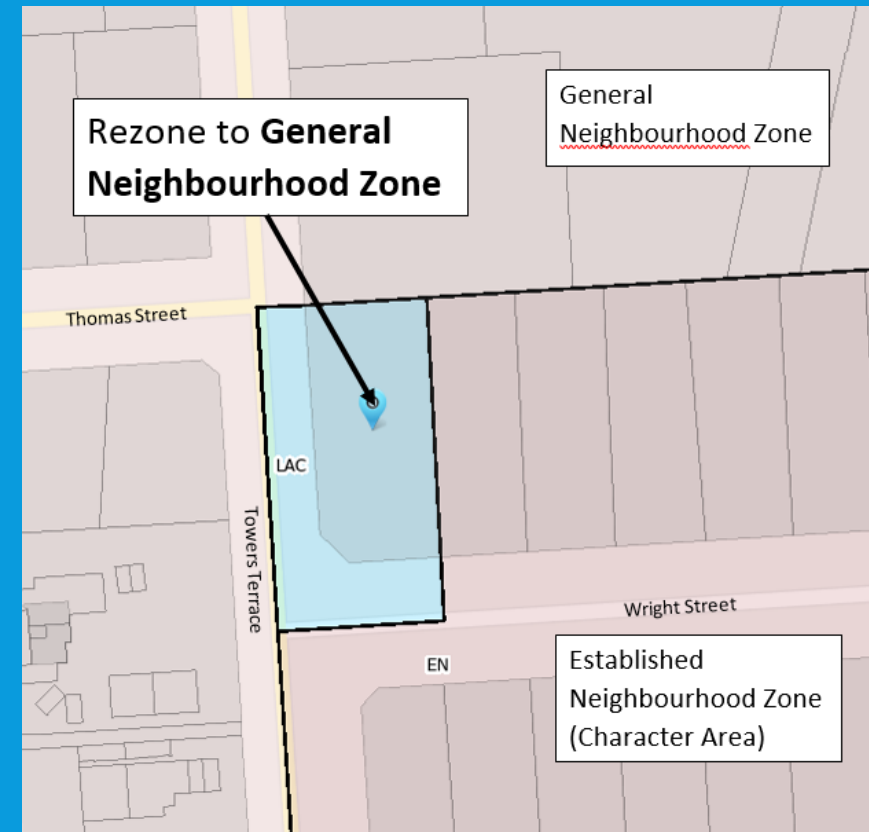 General
Neighbourhood Zone
Rezone to General
Neighbourhood Zone
Thomas Street
LAC
Towers Terrace
Wright Street
EN
Established
Neighbourhood Zone
(Character Area)